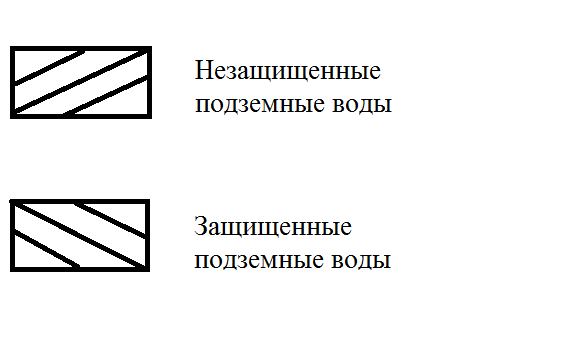 Незащищенные
подземные воды
Защищенные
подземные воды